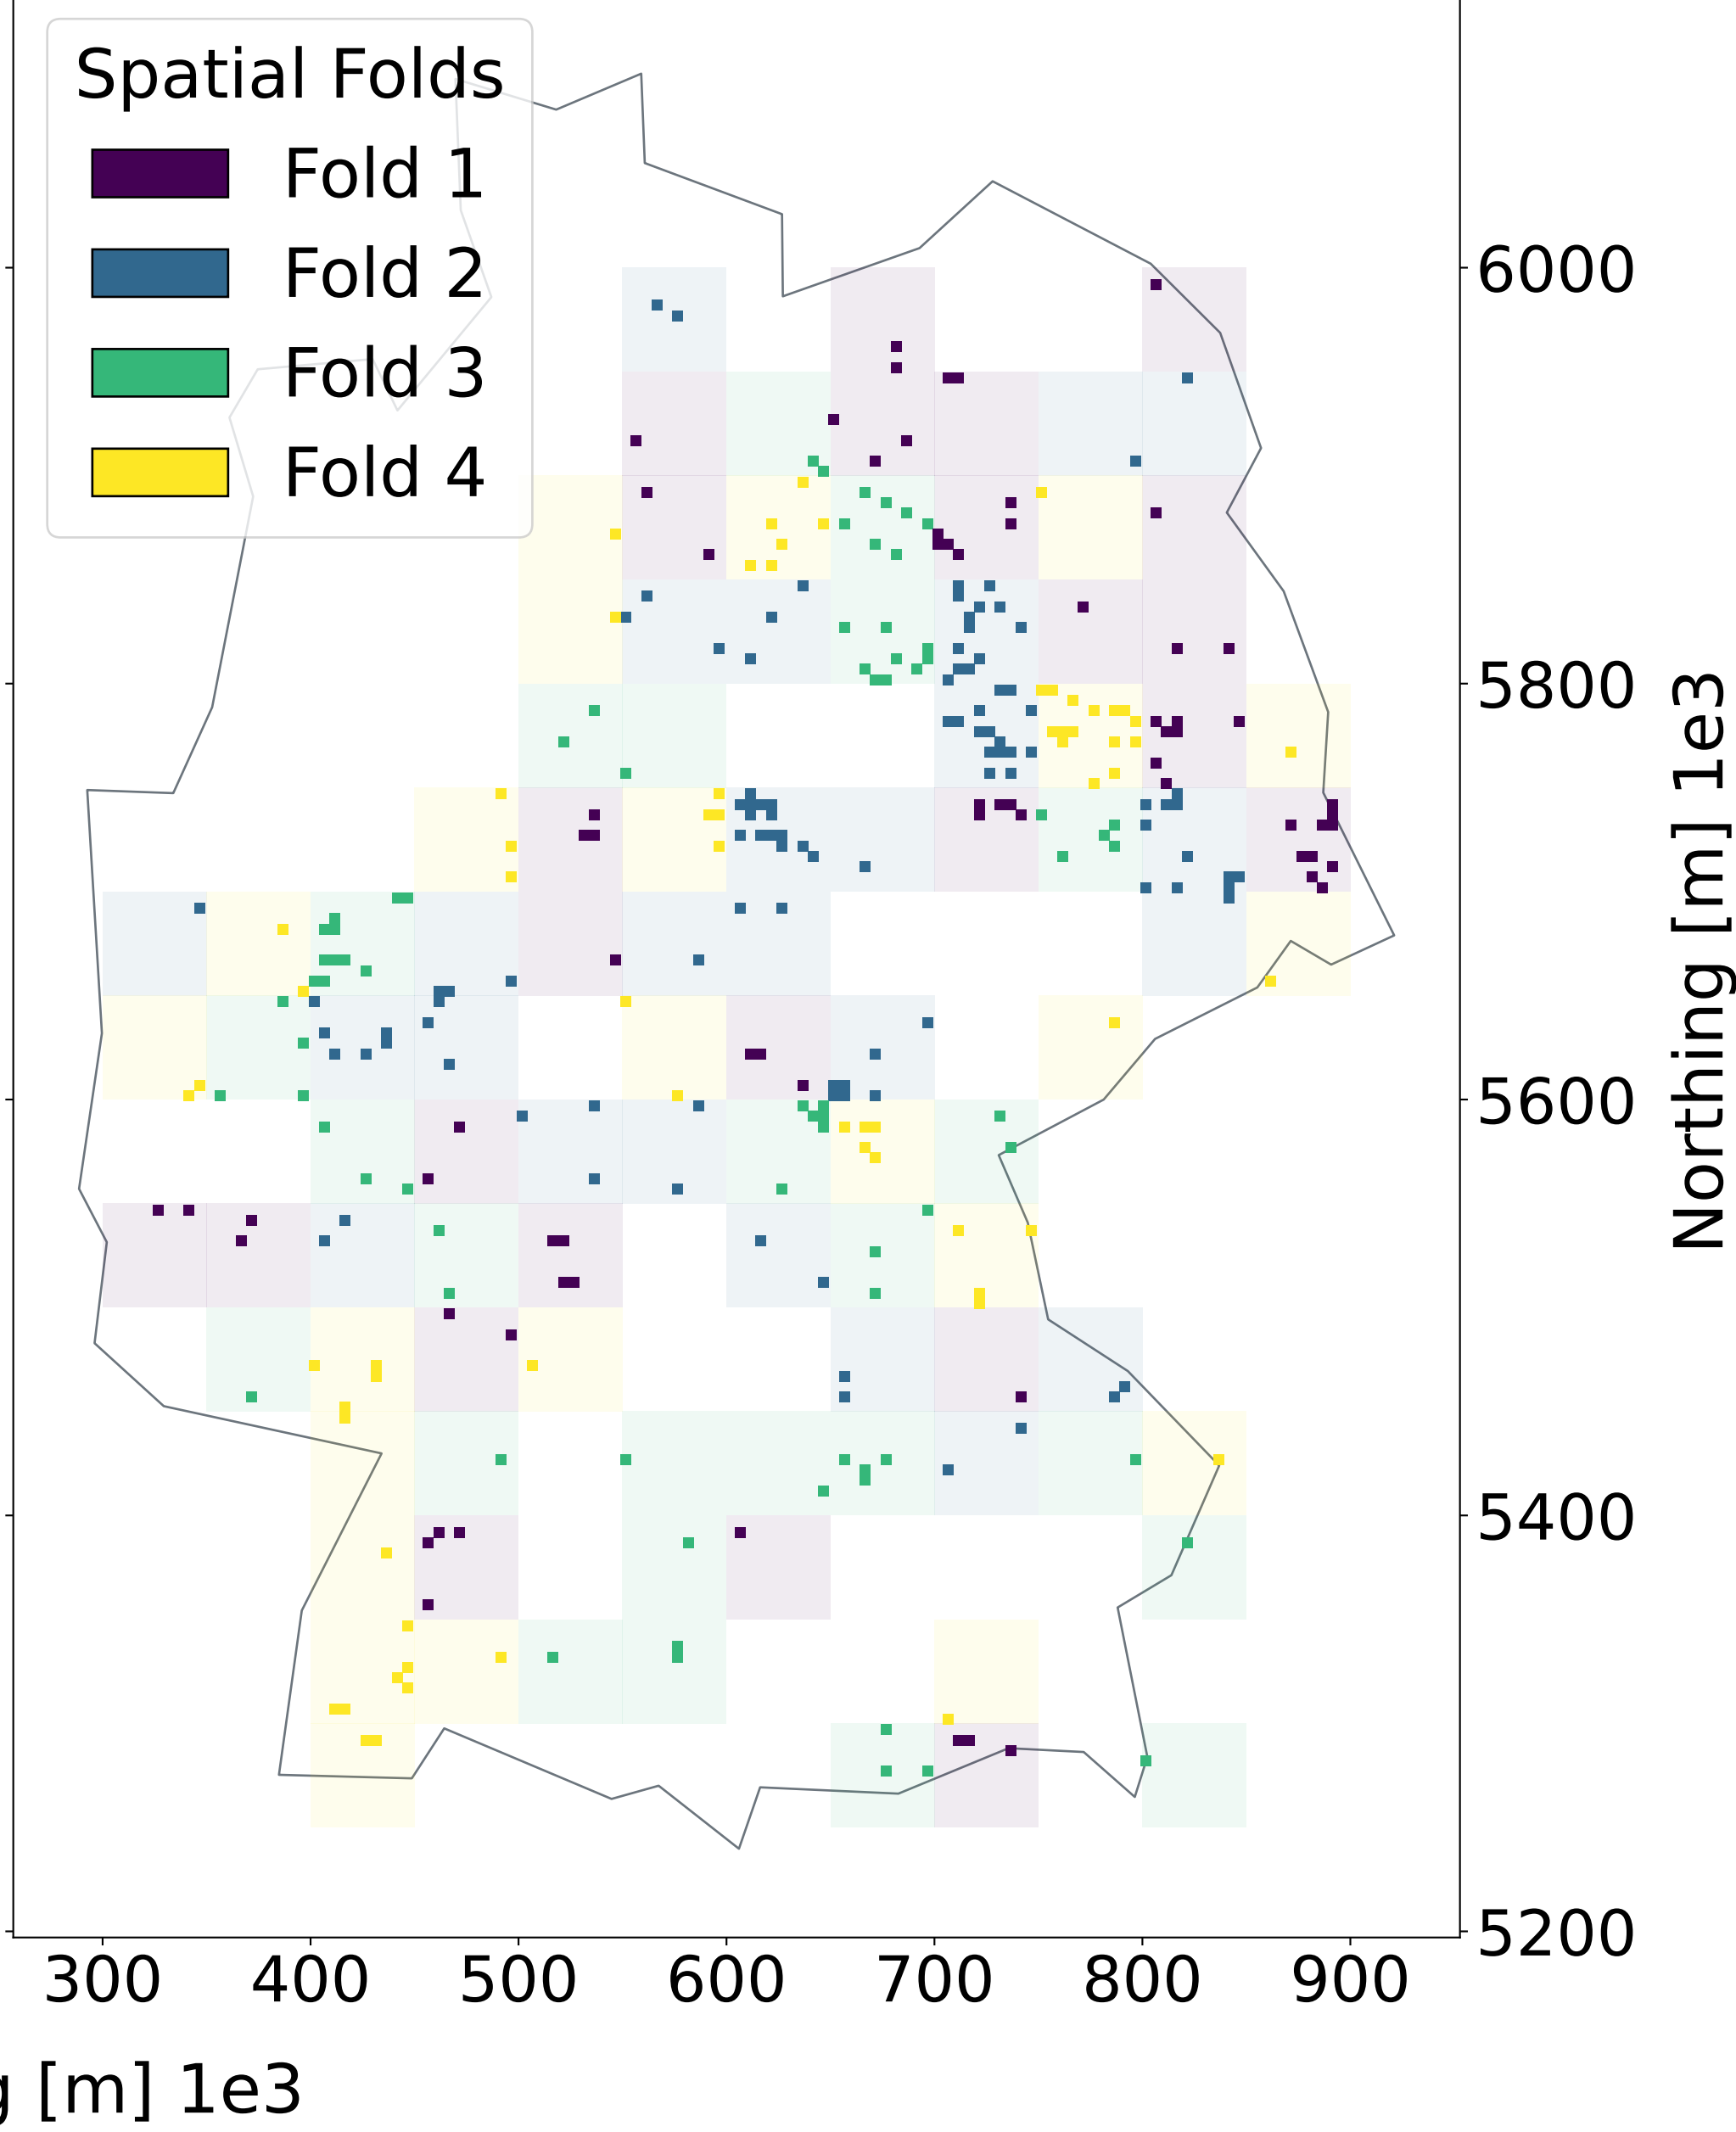 Spatial Folds
Fold 1
Fold 2
Fold 3
Fold 4
6000
5800
5600
5400
5200
Northing [m] 1e3
300 400 500 600 700 800 900
g [m] 1e3